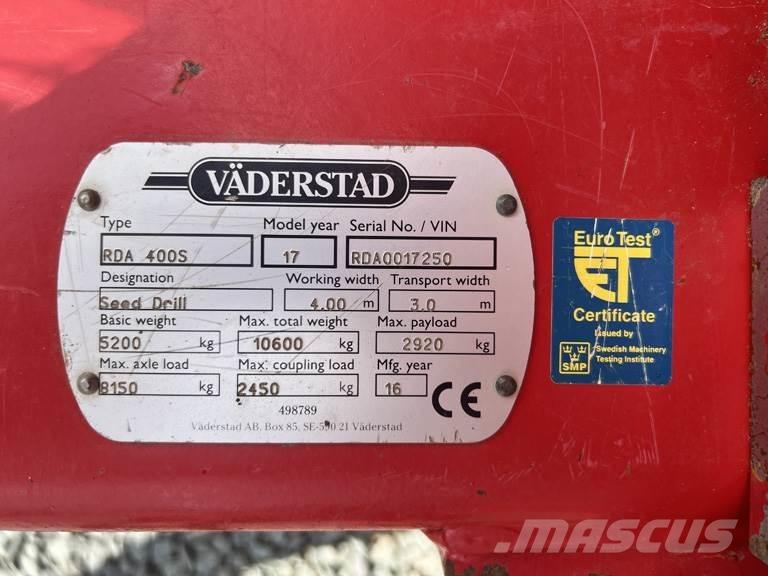 VÄDERSTAD
Type Model year Serial No. / VIN
RDA 400S 17 RDA0017250
Designation Working width Transport width
Seed Drill 4.00 m 3.0 m
Basic weight Max. total weight Max. payload
5200 kg 10600 kg 2920 kg
Max. axle load Max. coupling load Mfg. year
8150 kg 2450 kg 16 CE
498789
Väderstad AB, Box 85, SE-590 21 Väderstad
Euro Test®
ET
Certificate
Issued by
Swedish Machinery
Testing Institute
SMP
MASCUS